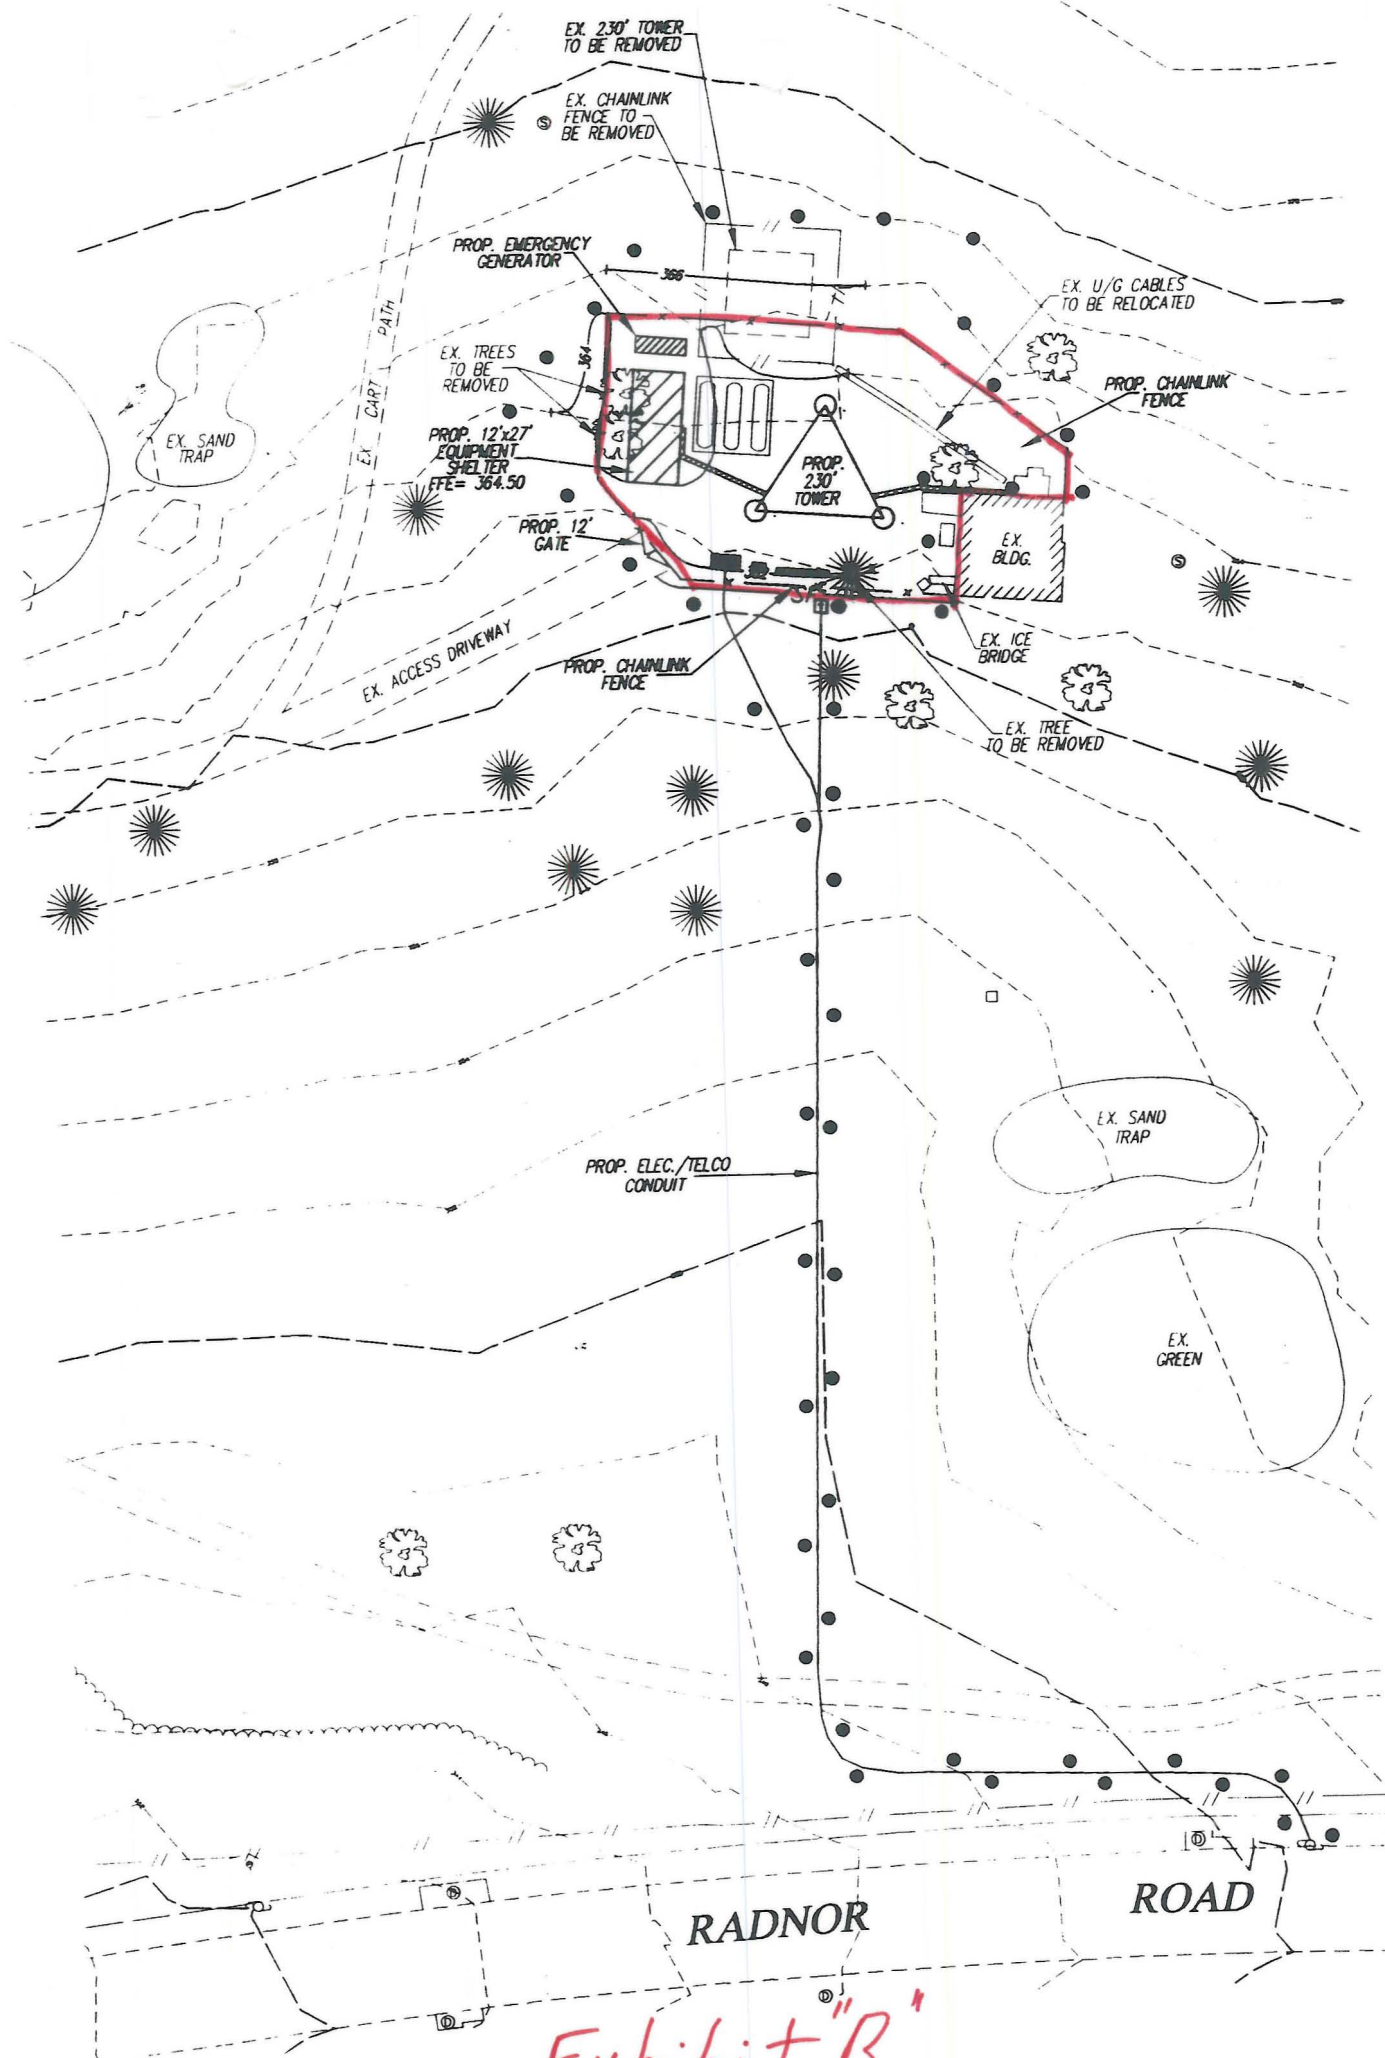 EX. 230' TOWER
TO BE REMOVED
EX. CHAINLINK
FENCE TO
BE REMOVED
PROP. EMERGENCY
GENERATOR
366
EX. U/G CABLES
TO BE RELOCATED
EX. CART PATH
364
EX. TREES
TO BE
REMOVED
PROP. CHAINLINK
FENCE
EX. SAND
TRAP
PROP. 12'x27'
EQUIPMENT
SHELTER
FFE= 364.50
PROP.
230'
TOWER
PROP. 12'
GATE
EX.
BLDG.
EX. ACCESS DRIVEWAY
PROP. CHAINLINK
FENCE
EX. ICE
BRIDGE
EX. TREE
TO BE REMOVED
EX. SAND
TRAP
PROP. ELEC./TELCO
CONDUIT
EX.
GREEN
RADNOR ROAD
Exhibit "B"